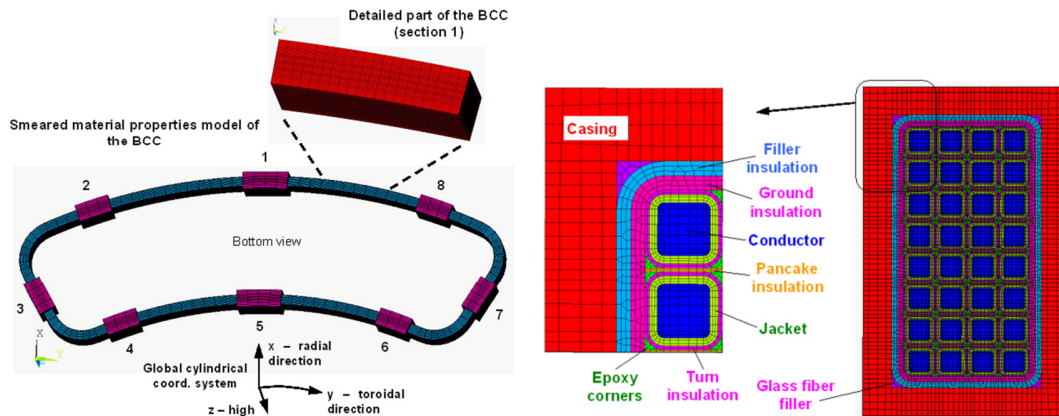 Detailed part of the BCC
(section 1)
Smeared material properties model of
the BCC
1
2
8
Bottom view
3
7
4
5
6
X
Y
x – radial
direction
Global cylindrical
coord. system
y – toroidal
direction
z – high
Casing
Filler
insulation
Ground
insulation
Conductor
Pancake
insulation
Jacket
Epoxy
corners
Turn
insulation
Glass fiber
filler